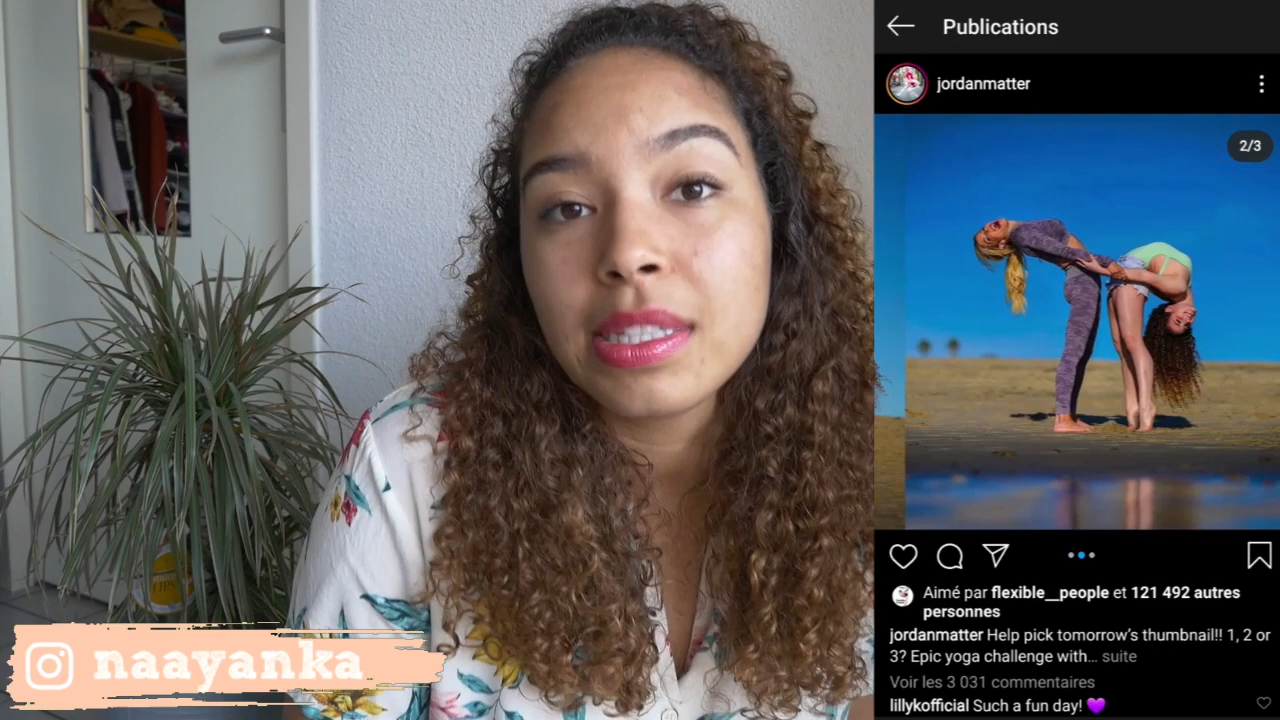 Publications
jordanmatter
2/3
Aimé par flexible__people et 121 492 autres
personnes
jordanmatter Help pick tomorrow's thumbnail!! 1, 2 or
3? Epic yoga challenge with... suite
Voir les 3 031 commentaires
lillykofficial Such a fun day! 💜
naayanka